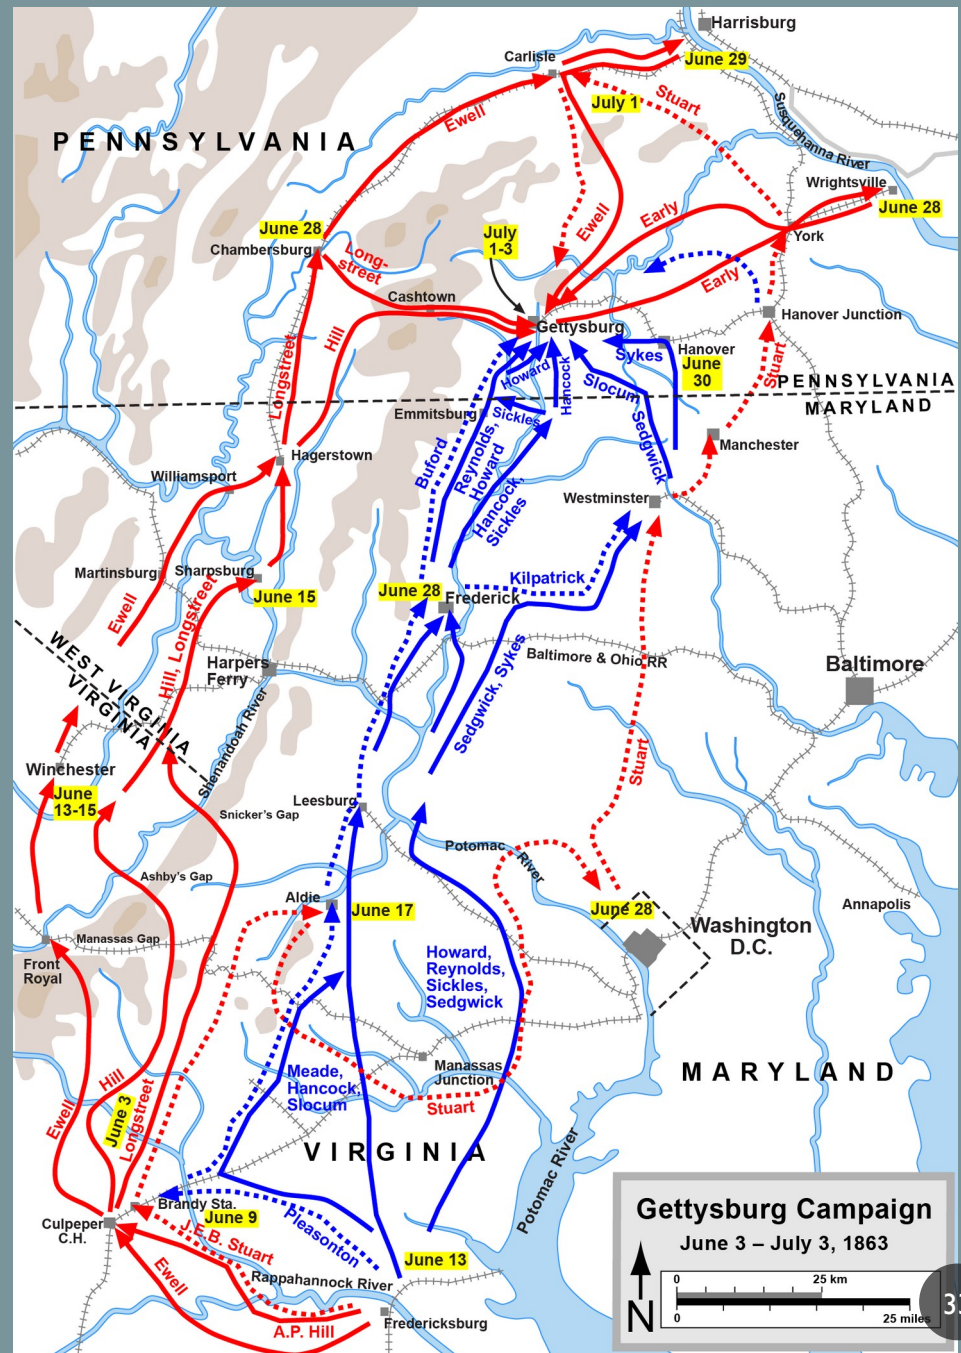 Harrisburg
Carlisle
June 29
July 1
Stuart
Susquehanna River
Ewell
PENNSYLVANIA
Wrightsville
June 28
June 28
Chambersburg
Long-
street
July
1-3
Ewell
Early
York
Early
Cashtown
Hanover Junction
Gettysburg
Hill
Longstreet
Sykes
Hanover
June
30
Stuart
Howard
Hancock
Slocum
PENNSYLVANIA
MARYLAND
Emmitsburg
Sickles
Sedgwick
Manchester
Buford
Reynolds,
Howard
Hancock,
Sickles
Hagerstown
Williamsport
Westminster
Martinsburg
Sharpsburg
June 15
Ewell
Hill, Longstreet
Kilpatrick
June 28
Frederick
Harpers
Ferry
Baltimore & Ohio RR
Baltimore
WEST VIRGINIA
VIRGINIA
Sedgwick, Sykes
Shenandoah River
Stuart
Winchester
June
13-15
Leesburg
Snicker's Gap
Potomac
River
Ashby's Gap
Aldie
June 17
June 28
Annapolis
Washington
D.C.
Manassas Gap
Front
Royal
Howard,
Reynolds,
Sickles,
Sedgwick
Manassas
Junction
MARYLAND
Meade,
Hancock,
Slocum
Stuart
Ewell
Hill
June 3
Longstreet
VIRGINIA
Potomac River
Brandy Sta.
June 9
Culpeper
C.H.
J.E.B. Stuart
Pleasonton
June 13
Ewell
Rappahannock River
A.P. Hill
Fredericksburg
Gettysburg Campaign
June 3 – July 3, 1863
N
0
25 km
0
25 miles